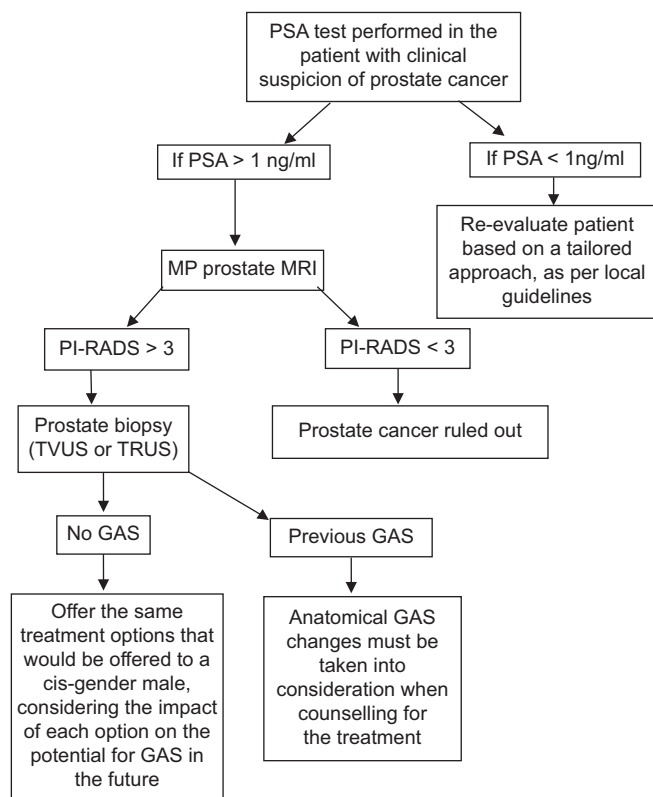 PSA test performed in the
patient with clinical
suspicion of prostate cancer
If PSA > 1 ng/ml
If PSA < 1ng/ml
Re-evaluate patient
based on a tailored
approach, as per local
guidelines
MP prostate MRI
PI-RADS > 3
PI-RADS < 3
Prostate biopsy
(TVUS or TRUS)
Prostate cancer ruled out
No GAS
Previous GAS
Offer the same
treatment options that
would be offered to a
cis-gender male,
considering the impact
of each option on the
potential for GAS in
the future
Anatomical GAS
changes must be
taken into
consideration when
counselling for
the treatment